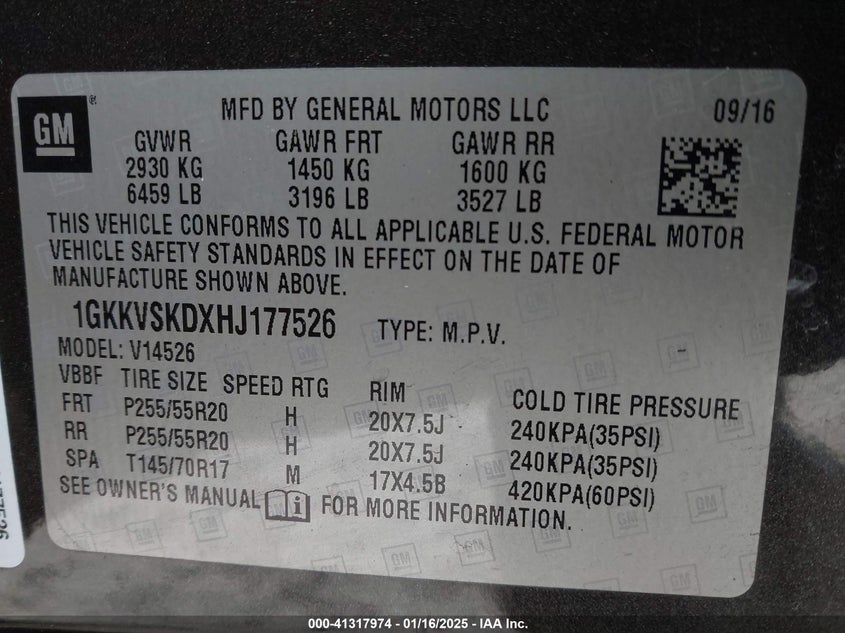 GM
®
MFD BY GENERAL MOTORS LLC 09/16
GVWR GAWR FRT GAWR RR
2930 KG 1450 KG 1600 KG
6459 LB 3196 LB 3527 LB
THIS VEHICLE CONFORMS TO ALL APPLICABLE U.S. FEDERAL MOTOR
VEHICLE SAFETY STANDARDS IN EFFECT ON THE DATE OF
MANUFACTURE SHOWN ABOVE.
1GKKVSKDXHJ177526 TYPE: M.P.V.
MODEL: V14526
VBBF TIRE SIZE SPEED RTG RIM COLD TIRE PRESSURE
FRT P255/55R20 H 20X7.5J 240KPA(35PSI)
RR P255/55R20 H 20X7.5J 240KPA(35PSI)
SPA T145/70R17 M 17X4.5B 420KPA(60PSI)
SEE OWNER'S MANUAL i FOR MORE INFORMATION.
000-41317974 - 01/16/2025 - IAA Inc.